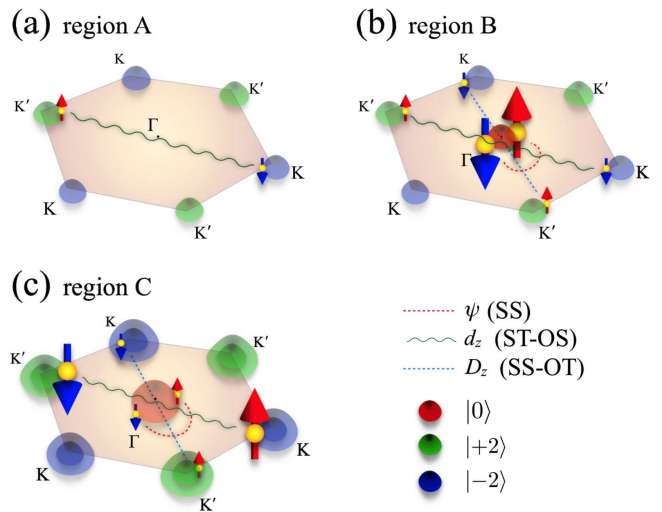 (a) region A
K
K′
K′
Γ
K
K
K′
(b) region B
K
K′
K′
Γ
K
K
K′
(c) region C
K
K′
K′
Γ
K
K
K′
ψ (SS)
d_z (ST-OS)
D_z (SS-OT)
|0⟩
|+2⟩
|−2⟩